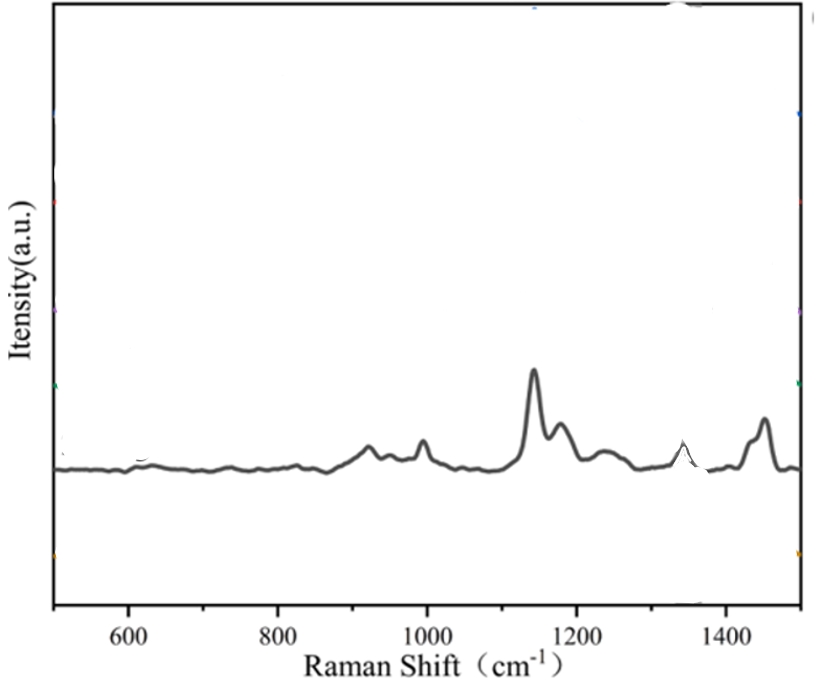 Itensity(a.u.)
600 800 1000 1200 1400
Raman Shift（cm-1）